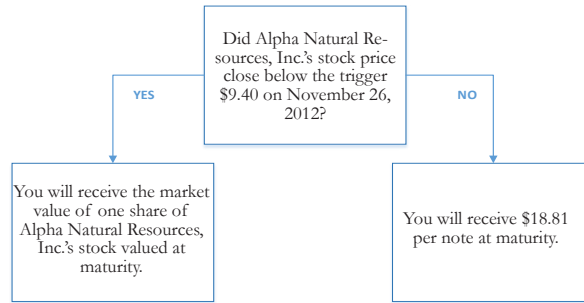 Did Alpha Natural Re-
sources, Inc.'s stock price
close below the trigger
$9.40 on November 26,
2012?
YES
NO
You will receive the market
value of one share of
Alpha Natural Resources,
Inc.'s stock valued at
maturity.
You will receive $18.81
per note at maturity.